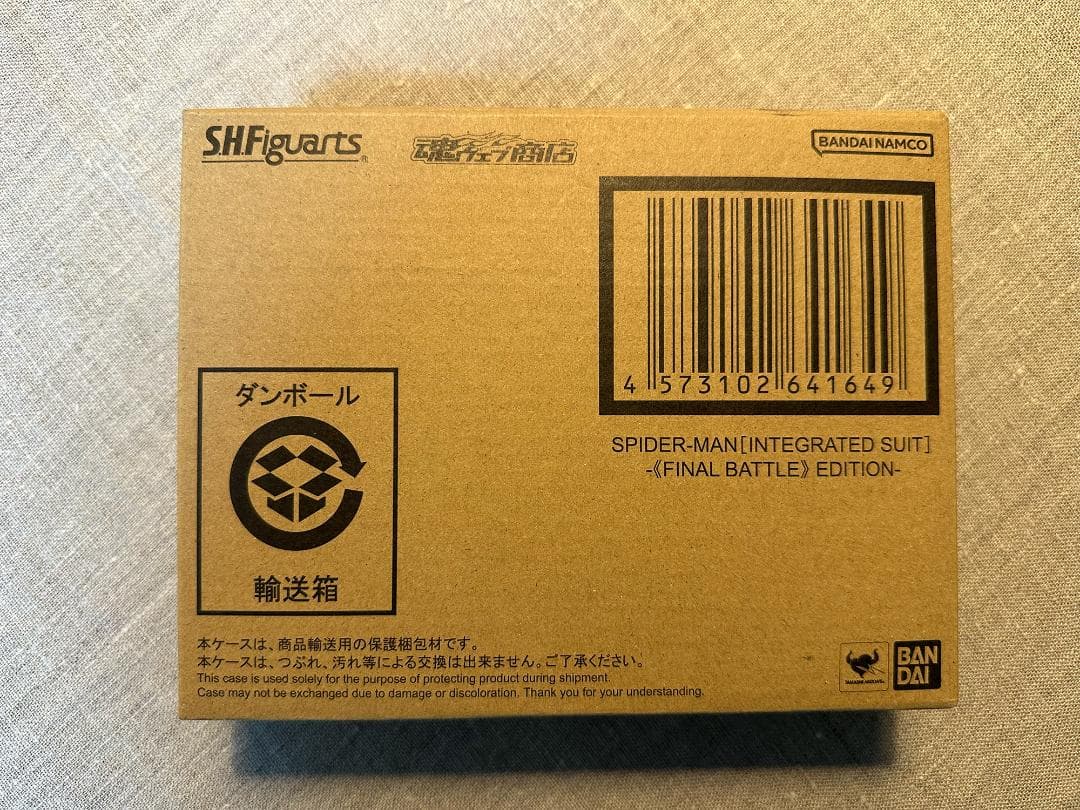 S.H.Figuarts®
魂ウェブ商店
BANDAI NAMCO
4 573102 641649
SPIDER-MAN[INTEGRATED SUIT]
-《FINAL BATTLE》EDITION-
ダンボール
輸送箱
本ケースは、商品輸送用の保護梱包材です。
本ケースは、つぶれ、汚れ等による交換は出来ません。ご了承ください。
This case is used solely for the purpose of protecting product during shipment.
Case may not be exchanged due to damage or discoloration. Thank you for your understanding.
TAMASHII NATIONS
BAN
DAI